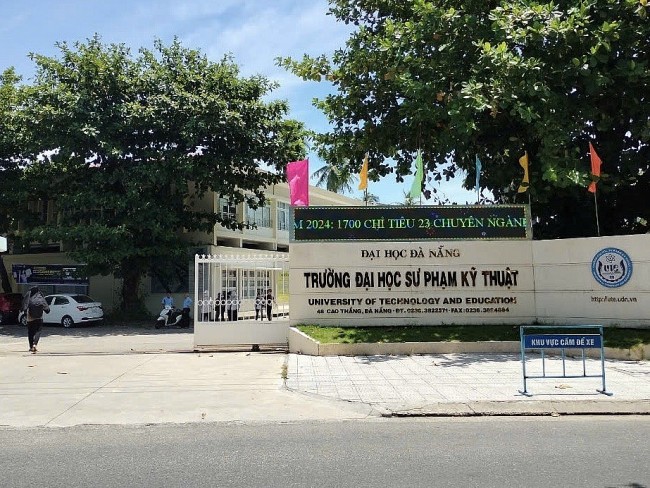 M 2024: 1700 CHỈ TIÊU 23 CHUYÊN NGÀNH
ĐẠI HỌC ĐÀ NẴNG
TRƯỜNG ĐẠI HỌC SƯ PHẠM KỸ THUẬT
UNIVERSITY OF TECHNOLOGY AND EDUCATION
48 CAO THẮNG, ĐÀ NẴNG
http://ute.udn.vn
KHU VỰC CẤM ĐỂ XE